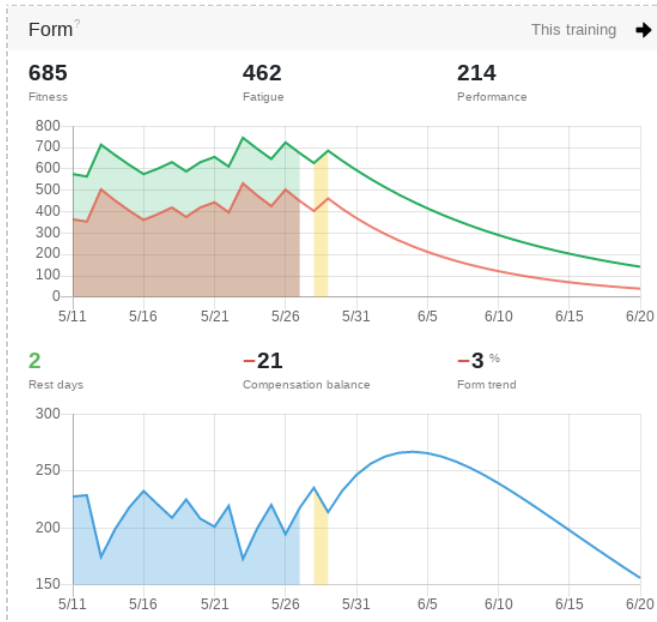 Form?
This training
685 462 214
Fitness Fatigue Performance
800
700
600
500
400
300
200
100
0
5/11 5/16 5/21 5/26 5/31 6/5 6/10 6/15 6/20
2 −21 −3 %
Rest days Compensation balance Form trend
300
250
200
150
5/11 5/16 5/21 5/26 5/31 6/5 6/10 6/15 6/20